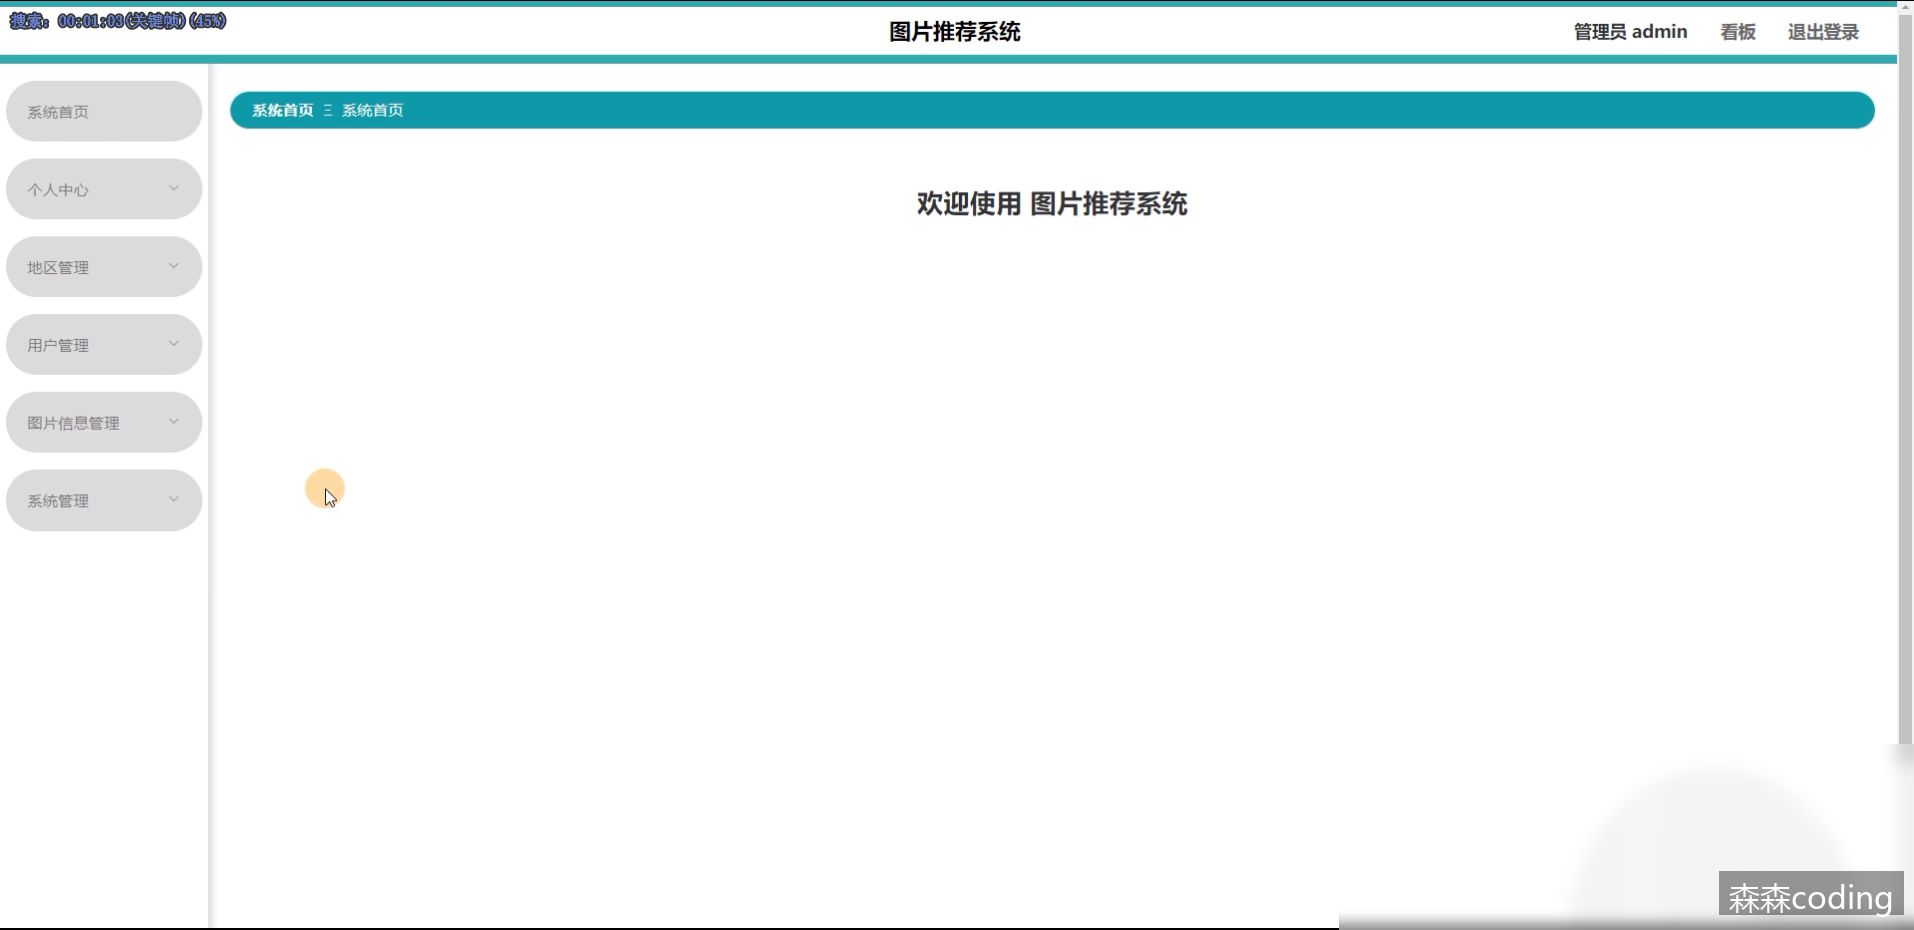 搜索：00:01:03(关键帧)(45%)
图片推荐系统
管理员 admin 看板 退出登录
系统首页
个人中心
地区管理
用户管理
图片信息管理
系统管理
系统首页 Ξ 系统首页
欢迎使用 图片推荐系统
森森coding